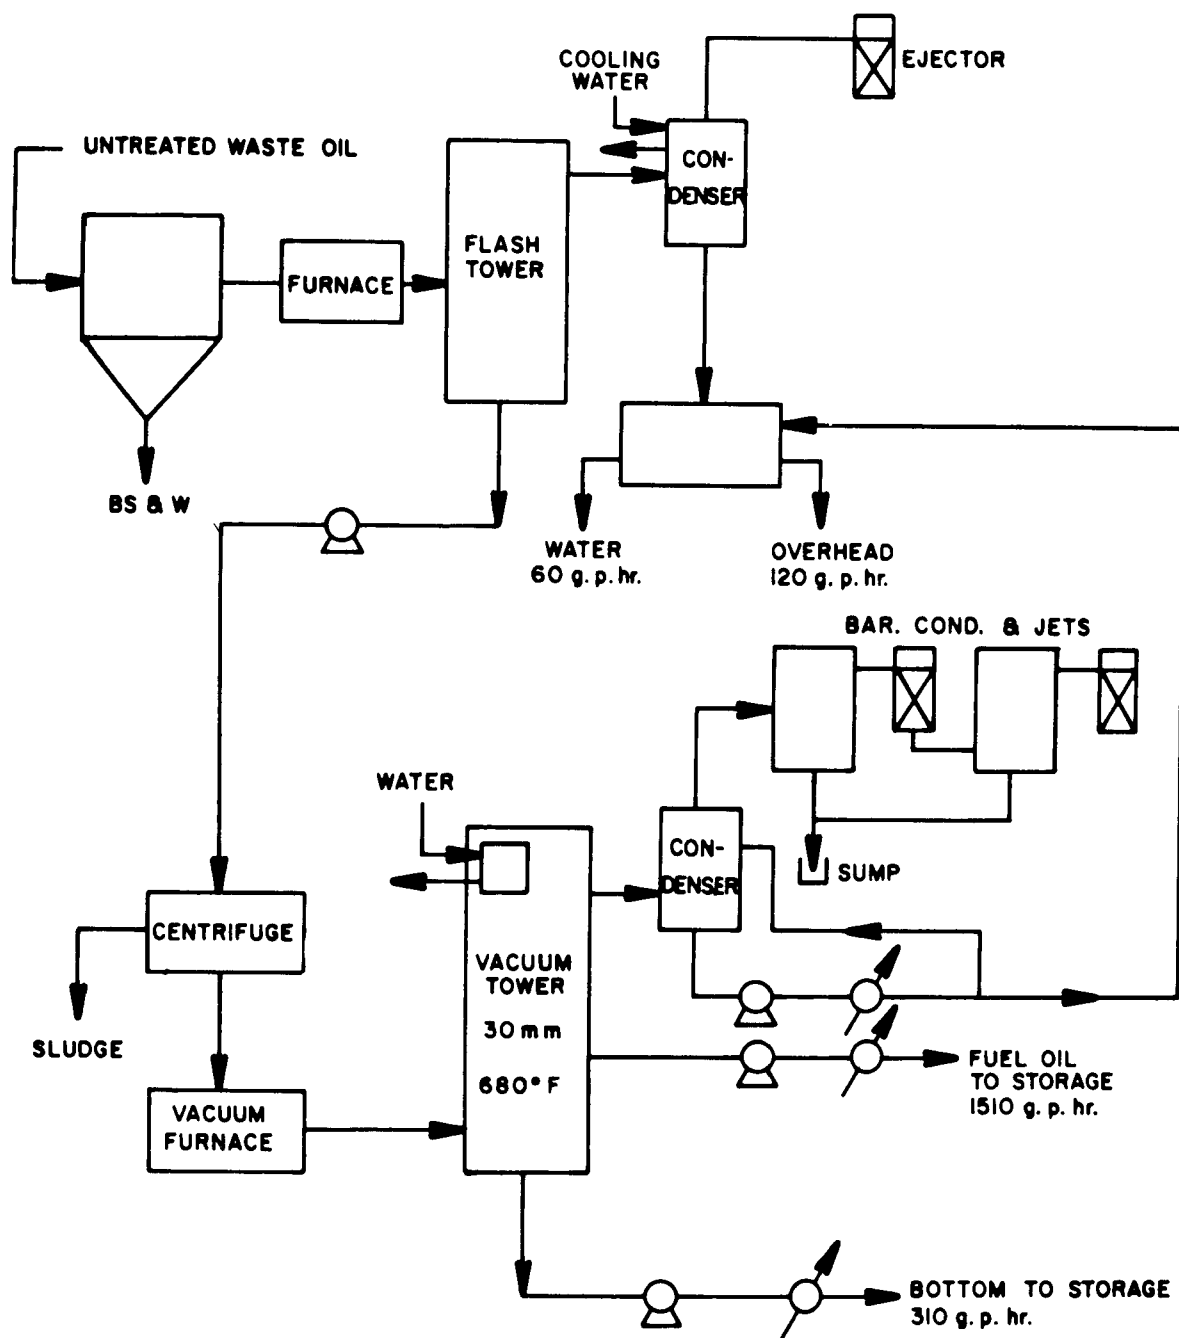 COOLING
WATER
EJECTOR
UNTREATED WASTE OIL
CON-
DENSER
FLASH
TOWER
FURNACE
BS & W
WATER
60 g. p. hr.
OVERHEAD
120 g. p. hr.
BAR. COND. & JETS
WATER
CON-
DENSER
SUMP
CENTRIFUGE
VACUUM
TOWER
30 mm
680° F
SLUDGE
FUEL OIL
TO STORAGE
1510 g. p. hr.
VACUUM
FURNACE
BOTTOM TO STORAGE
310 g. p. hr.